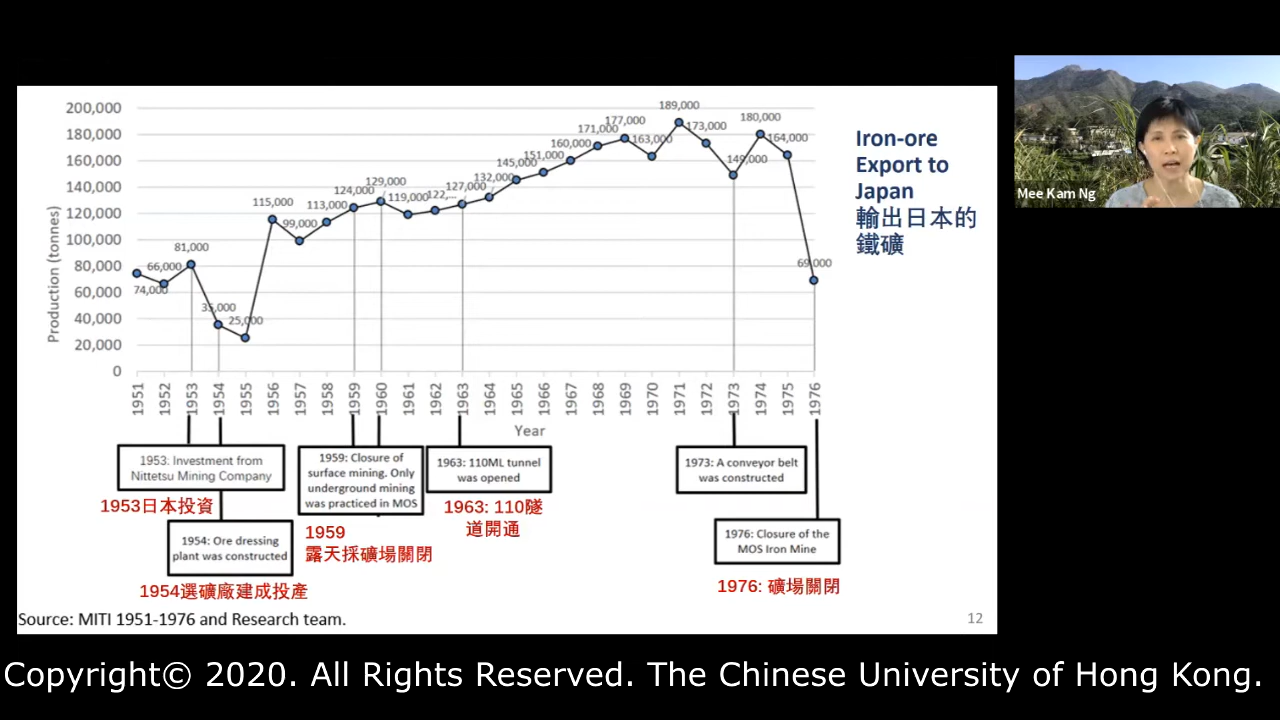 200,000
180,000
160,000
140,000
120,000
100,000
80,000
60,000
40,000
20,000
0
Production (tonnes)
74,000
66,000
81,000
35,000
25,000
115,000
99,000
113,000
124,000
129,000
119,000
122,...
127,000
132,000
145,000
151,000
160,000
171,000
177,000
163,000
189,000
173,000
149,000
180,000
164,000
69,000
1951
1952
1953
1954
1955
1956
1957
1958
1959
1960
1961
1962
1963
1964
1965
1966
1967
1968
1969
1970
1971
1972
1973
1974
1975
1976
Year
Iron-ore
Export to
Japan
輸出日本的
鐵礦
Mee Kam Ng
1953: Investment from
Nittetsu Mining Company
1953日本投資
1954: Ore dressing
plant was constructed
1954選礦廠建成投產
1959: Closure of
surface mining. Only
underground mining
was practiced in MOS
1959
露天採礦場關閉
1963: 110ML tunnel
was opened
1963: 110隧
道開通
1973: A conveyor belt
was constructed
1976: Closure of the
MOS Iron Mine
1976: 礦場關閉
Source: MITI 1951-1976 and Research team.
12
Copyright© 2020. All Rights Reserved. The Chinese University of Hong Kong.